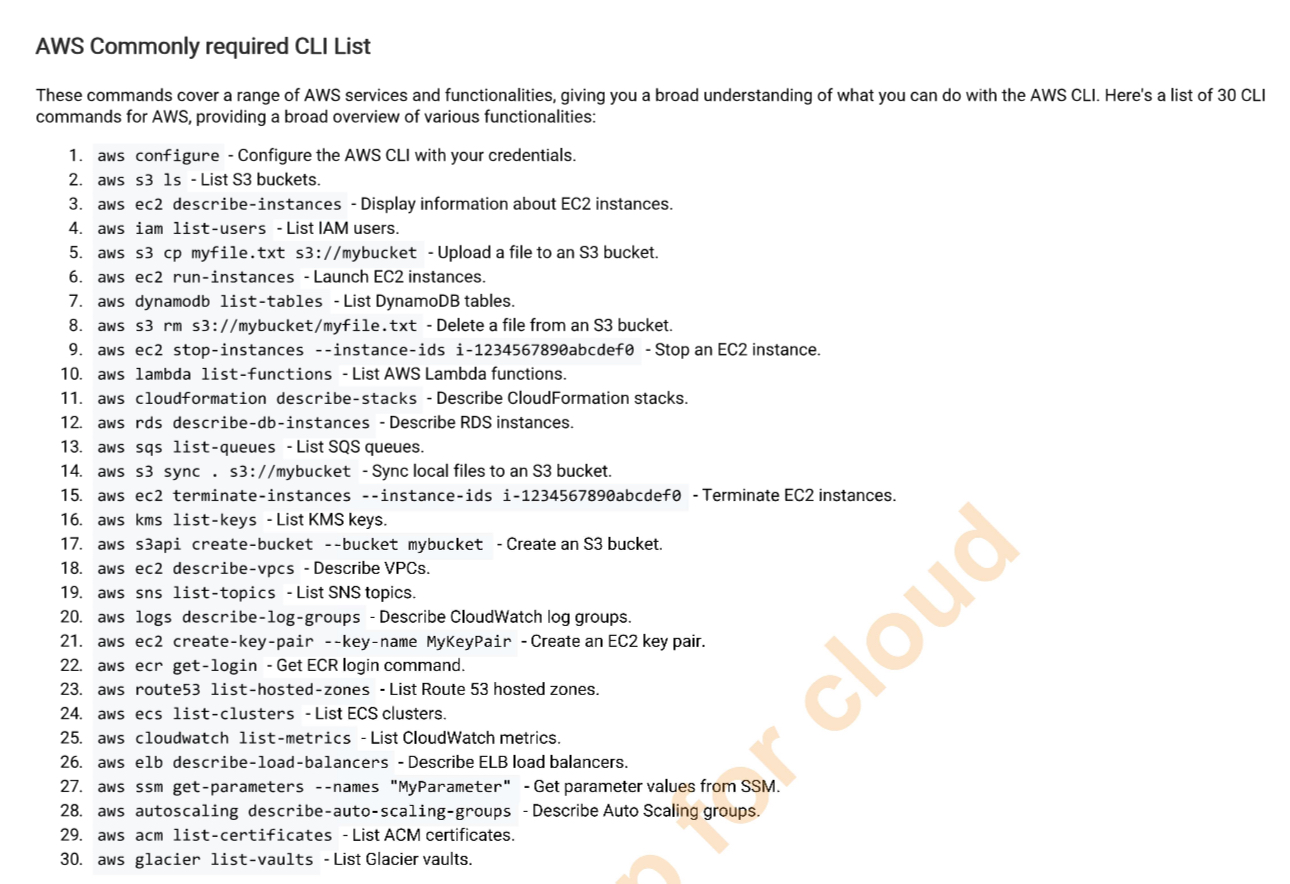 AWS Commonly required CLI List
These commands cover a range of AWS services and functionalities, giving you a broad understanding of what you can do with the AWS CLI. Here's a list of 30 CLI
commands for AWS, providing a broad overview of various functionalities:
1. aws configure - Configure the AWS CLI with your credentials.
2. aws s3 ls - List S3 buckets.
3. aws ec2 describe-instances - Display information about EC2 instances.
4. aws iam list-users - List IAM users.
5. aws s3 cp myfile.txt s3://mybucket - Upload a file to an S3 bucket.
6. aws ec2 run-instances - Launch EC2 instances.
7. aws dynamodb list-tables - List DynamoDB tables.
8. aws s3 rm s3://mybucket/myfile.txt - Delete a file from an S3 bucket.
9. aws ec2 stop-instances --instance-ids i-1234567890abcdef0 - Stop an EC2 instance.
10. aws lambda list-functions - List AWS Lambda functions.
11. aws cloudformation describe-stacks - Describe CloudFormation stacks.
12. aws rds describe-db-instances - Describe RDS instances.
13. aws sqs list-queues - List SQS queues.
14. aws s3 sync . s3://mybucket - Sync local files to an S3 bucket.
15. aws ec2 terminate-instances --instance-ids i-1234567890abcdef0 - Terminate EC2 instances.
16. aws kms list-keys - List KMS keys.
17. aws s3api create-bucket --bucket mybucket - Create an S3 bucket.
18. aws ec2 describe-vpcs - Describe VPCs.
19. aws sns list-topics - List SNS topics.
20. aws logs describe-log-groups - Describe CloudWatch log groups.
21. aws ec2 create-key-pair --key-name MyKeyPair - Create an EC2 key pair.
22. aws ecr get-login - Get ECR login command.
23. aws route53 list-hosted-zones - List Route 53 hosted zones.
24. aws ecs list-clusters - List ECS clusters.
25. aws cloudwatch list-metrics - List CloudWatch metrics.
26. aws elb describe-load-balancers - Describe ELB load balancers.
27. aws ssm get-parameters --names "MyParameter" - Get parameter values from SSM.
28. aws autoscaling describe-auto-scaling-groups - Describe Auto Scaling groups.
29. aws acm list-certificates - List ACM certificates.
30. aws glacier list-vaults - List Glacier vaults.
for cloud